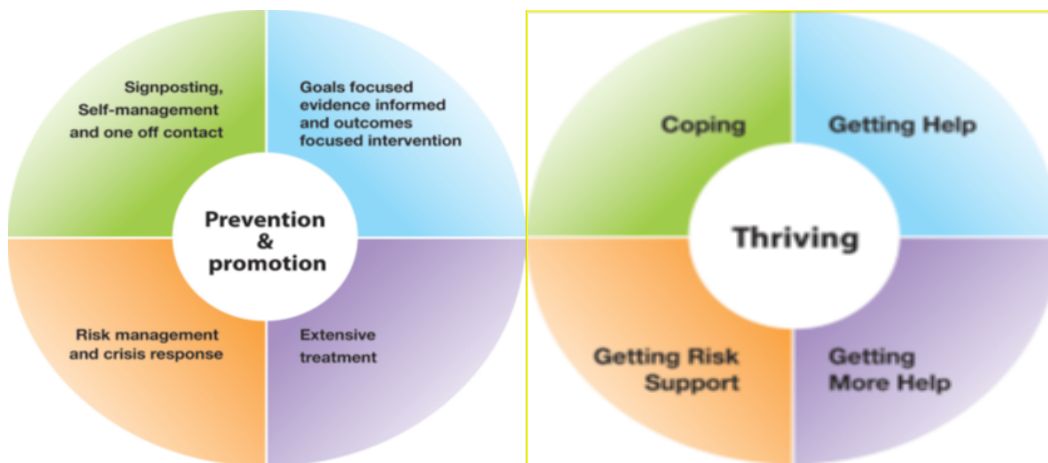 Signposting,
Self-management
and one off contact
Goals focused
evidence informed
and outcomes
focused intervention
Prevention
&
promotion
Risk management
and crisis response
Extensive
treatment
Coping
Getting Help
Thriving
Getting Risk
Support
Getting
More Help